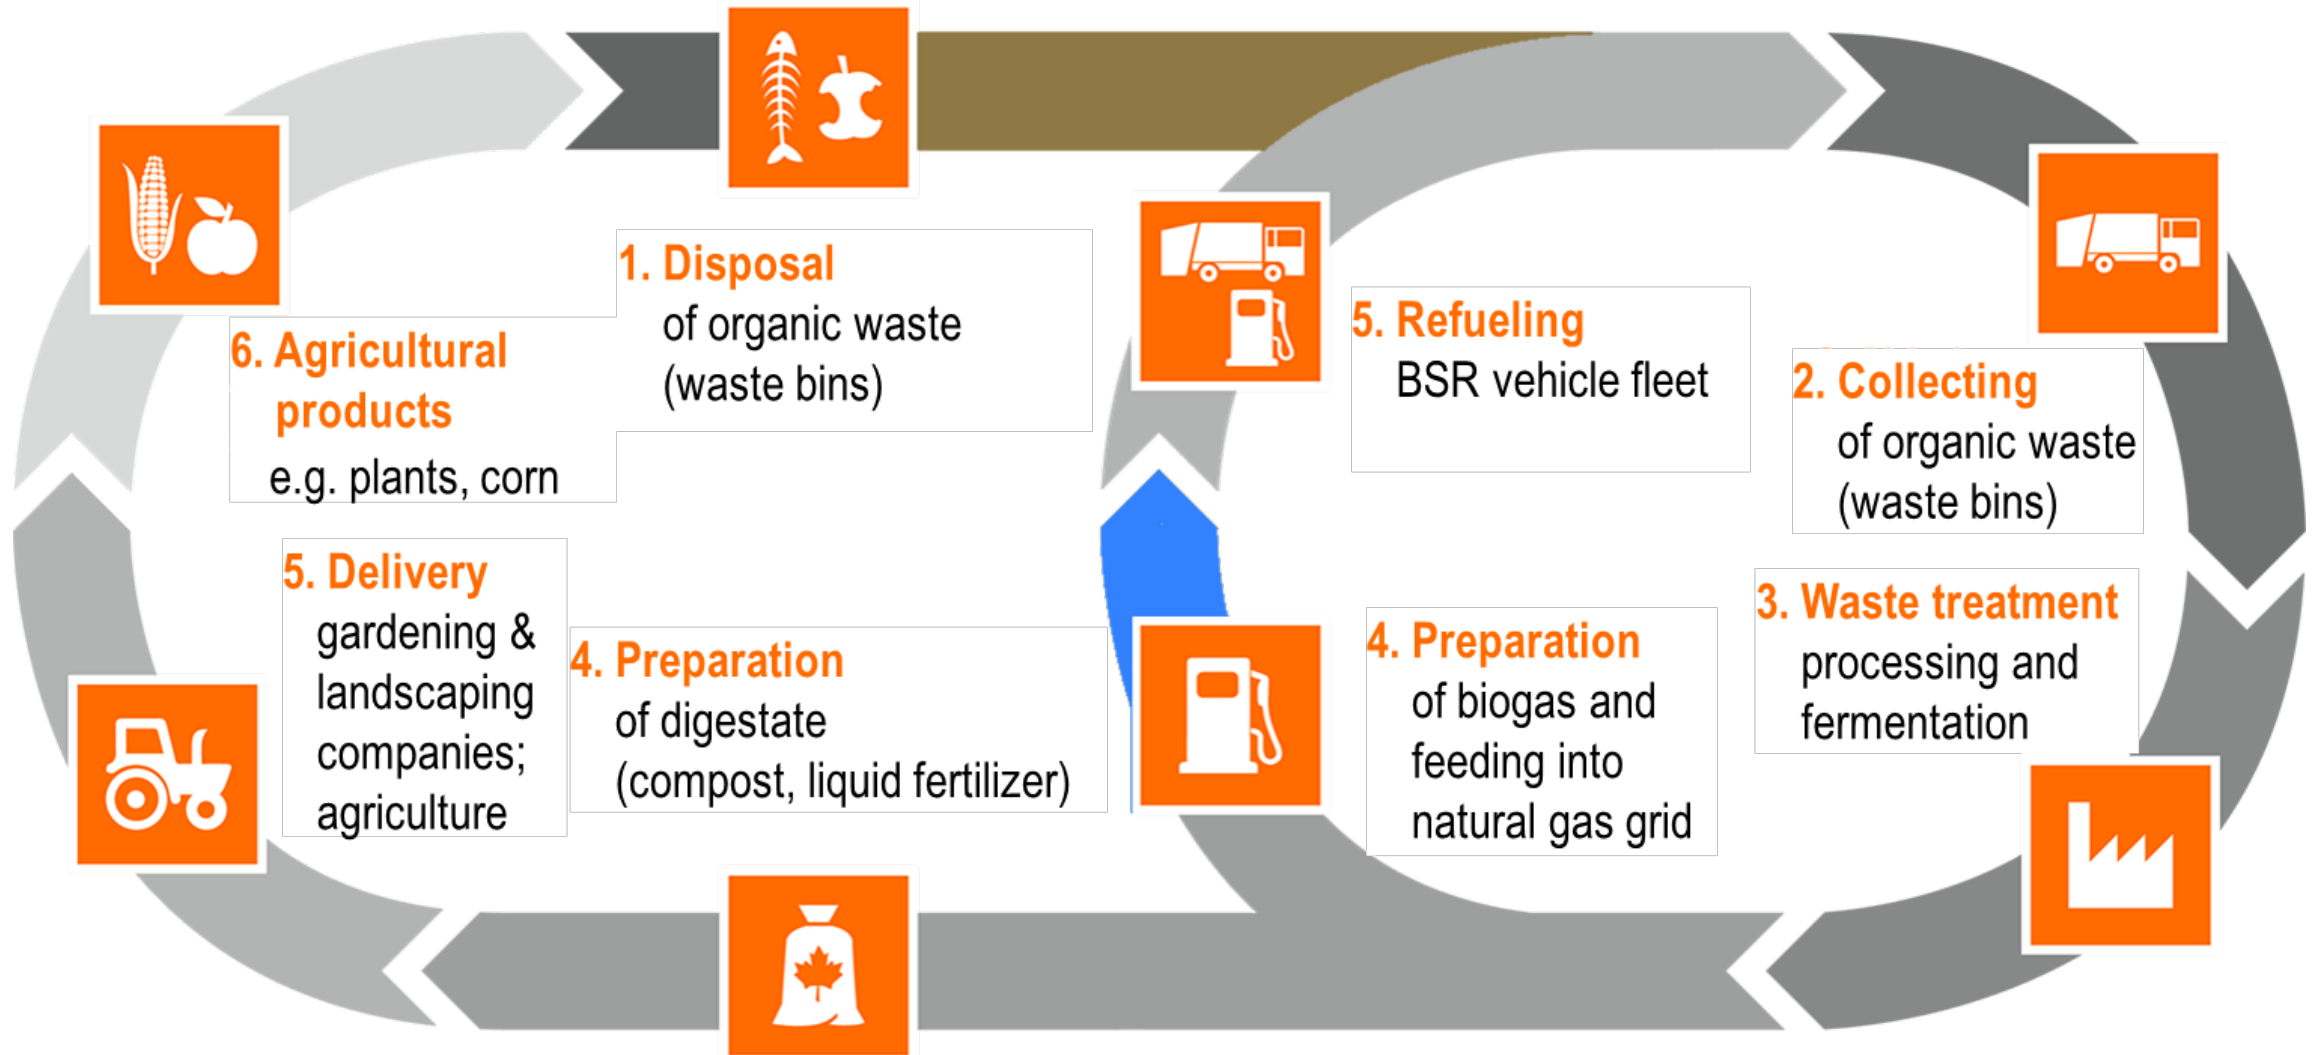 1. Disposal
of organic waste
(waste bins)
2. Collecting
of organic waste
(waste bins)
3. Waste treatment
processing and
fermentation
4. Preparation
of biogas and
feeding into
natural gas grid
5. Refueling
BSR vehicle fleet
4. Preparation
of digestate
(compost, liquid fertilizer)
5. Delivery
gardening &
landscaping
companies;
agriculture
6. Agricultural
products
e.g. plants, corn